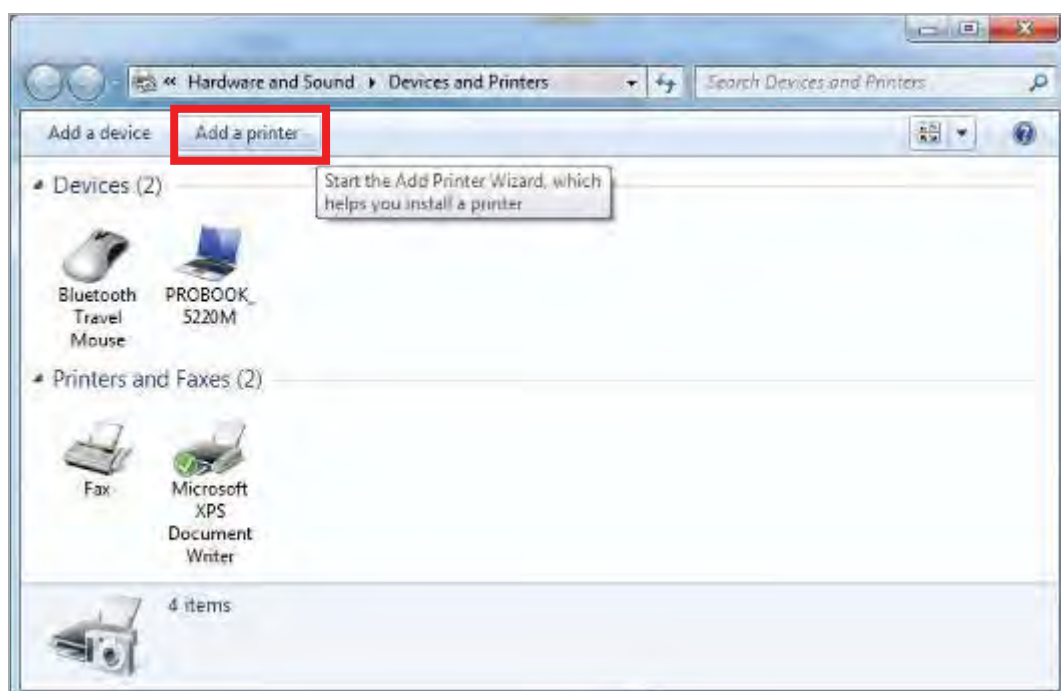 « Hardware and Sound ▸ Devices and Printers
Search Devices and Printers
Add a device
Add a printer
Start the Add Printer Wizard, which
helps you install a printer
Devices (2)
Bluetooth
Travel
Mouse
PROBOOK_
5220M
Printers and Faxes (2)
Fax
Microsoft
XPS
Document
Writer
4 items